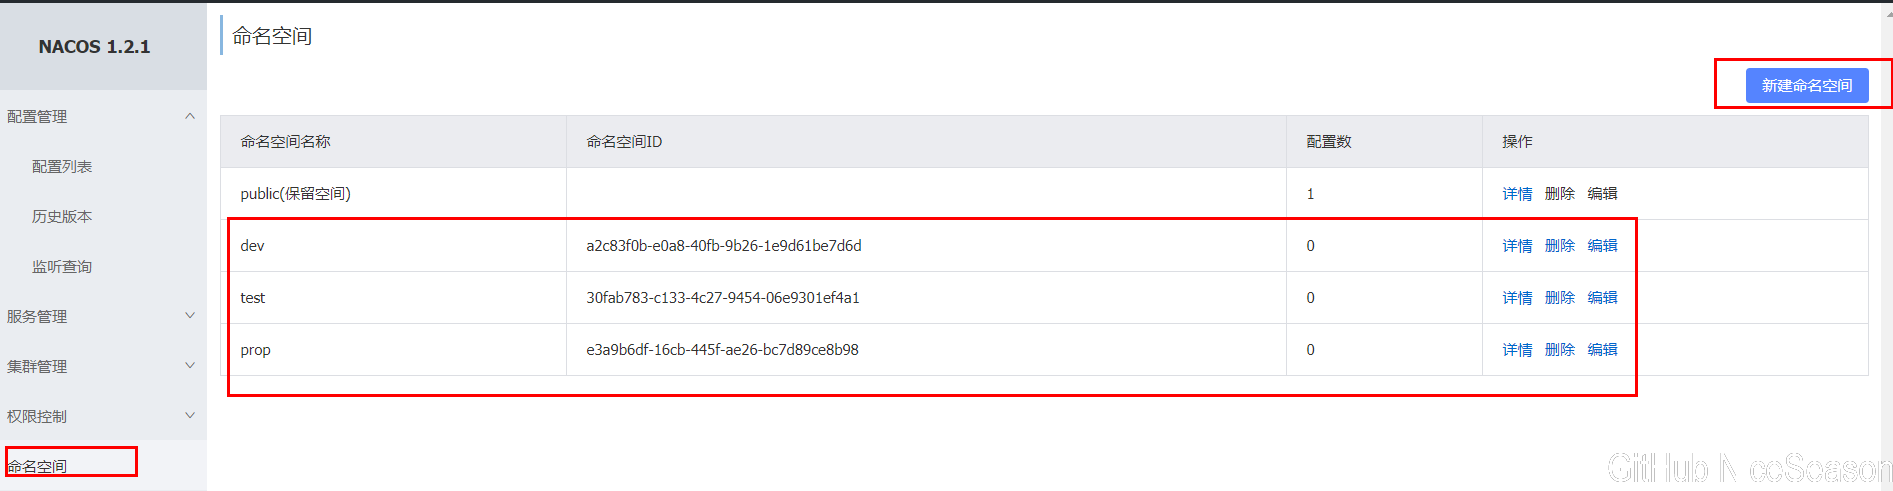 NACOS 1.2.1
配置管理
配置列表
历史版本
监听查询
服务管理
集群管理
权限控制
命名空间
命名空间
新建命名空间
命名空间名称 命名空间ID 配置数 操作
public(保留空间) 1 详情 删除 编辑
dev a2c83f0b-e0a8-40fb-9b26-1e9d61be7d6d 0 详情 删除 编辑
test 30fab783-c133-4c27-9454-06e9301ef4a1 0 详情 删除 编辑
prop e3a9b6df-16cb-445f-ae26-bc7d89ce8b98 0 详情 删除 编辑
GitHub NiceSeason